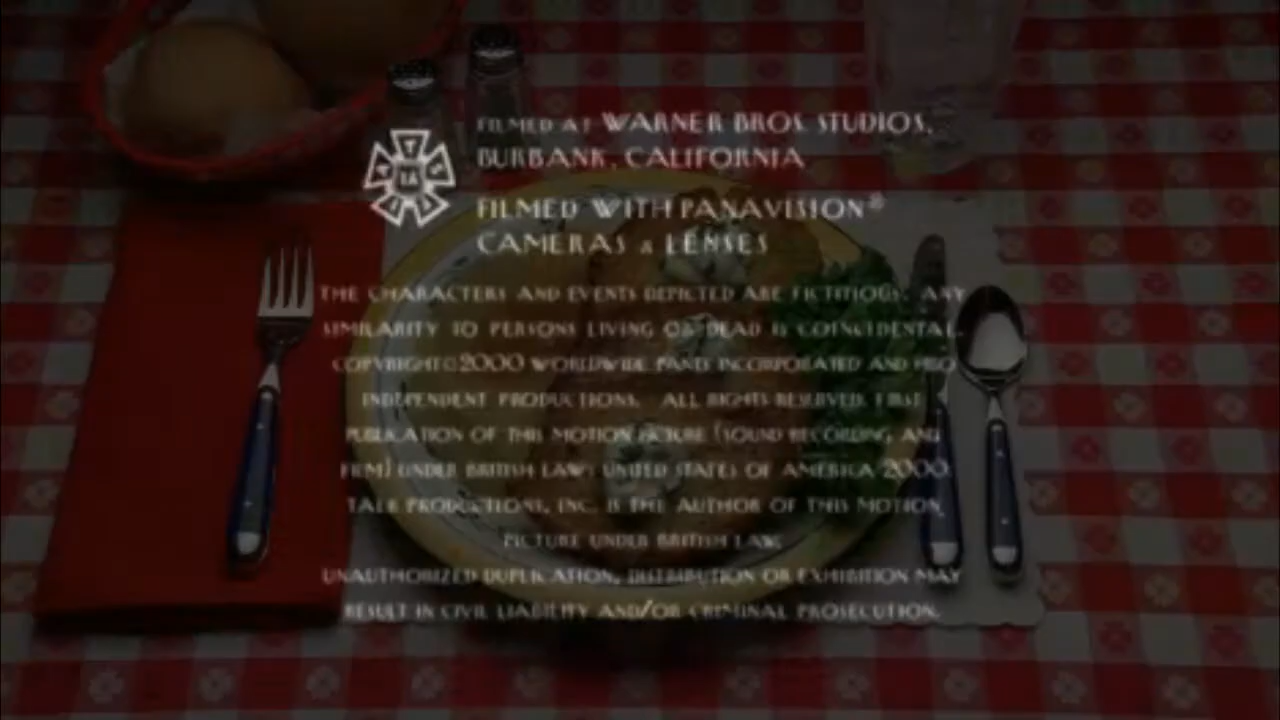 FILMED AT WARNER BROS. STUDIOS,
BURBANK, CALIFORNIA
IA
FILMED WITH PANAVISION®
CAMERAS & LENSES
THE CHARACTERS AND EVENTS DEPICTED ARE FICTITIOUS. ANY
SIMILARITY TO PERSONS LIVING OR DEAD IS COINCIDENTAL.
COPYRIGHT©2000 WORLDWIDE PANTS INCORPORATED AND HBO
INDEPENDENT PRODUCTIONS. ALL RIGHTS RESERVED. FIRST
PUBLICATION OF THIS MOTION PICTURE (SOUND RECORDING AND
FILM) UNDER BRITISH LAW: UNITED STATES OF AMERICA 2000.
TALK PRODUCTIONS, INC. IS THE AUTHOR OF THIS MOTION
PICTURE UNDER BRITISH LAW.
UNAUTHORIZED DUPLICATION, DISTRIBUTION OR EXHIBITION MAY
RESULT IN CIVIL LIABILITY AND/OR CRIMINAL PROSECUTION.